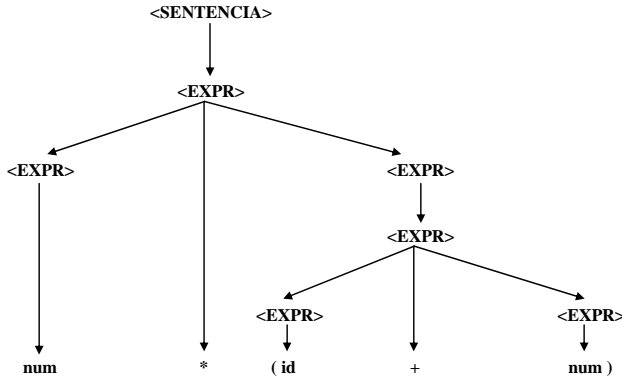 <SENTENCIA>
<EXPR>
<EXPR> <EXPR>
<EXPR>
<EXPR> <EXPR>
num * ( id + num )